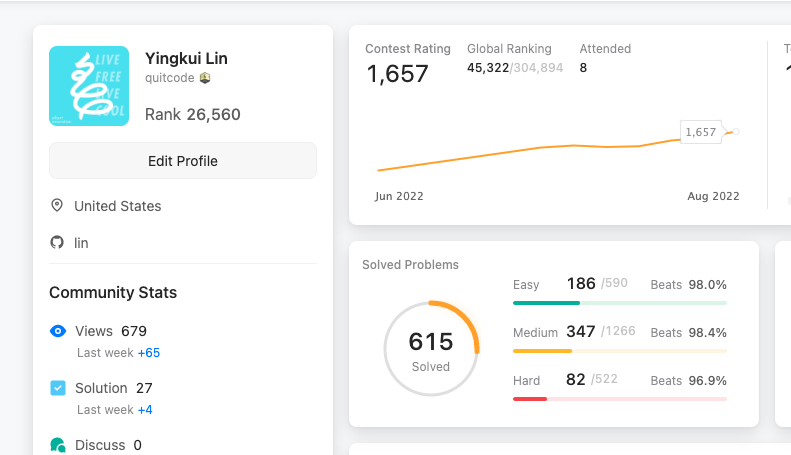 LIVE
FREE
LIVE
COOL
Yingkui Lin
quitcode
Rank 26,560
Edit Profile
United States
lin
Community Stats
Views 679
Last week +65
Solution 27
Last week +4
Discuss 0
Contest Rating
1,657
Global Ranking
45,322/304,894
Attended
8
1,657
Jun 2022
Aug 2022
Solved Problems
615
Solved
Easy 186 /590 Beats 98.0%
Medium 347 /1266 Beats 98.4%
Hard 82 /522 Beats 96.9%